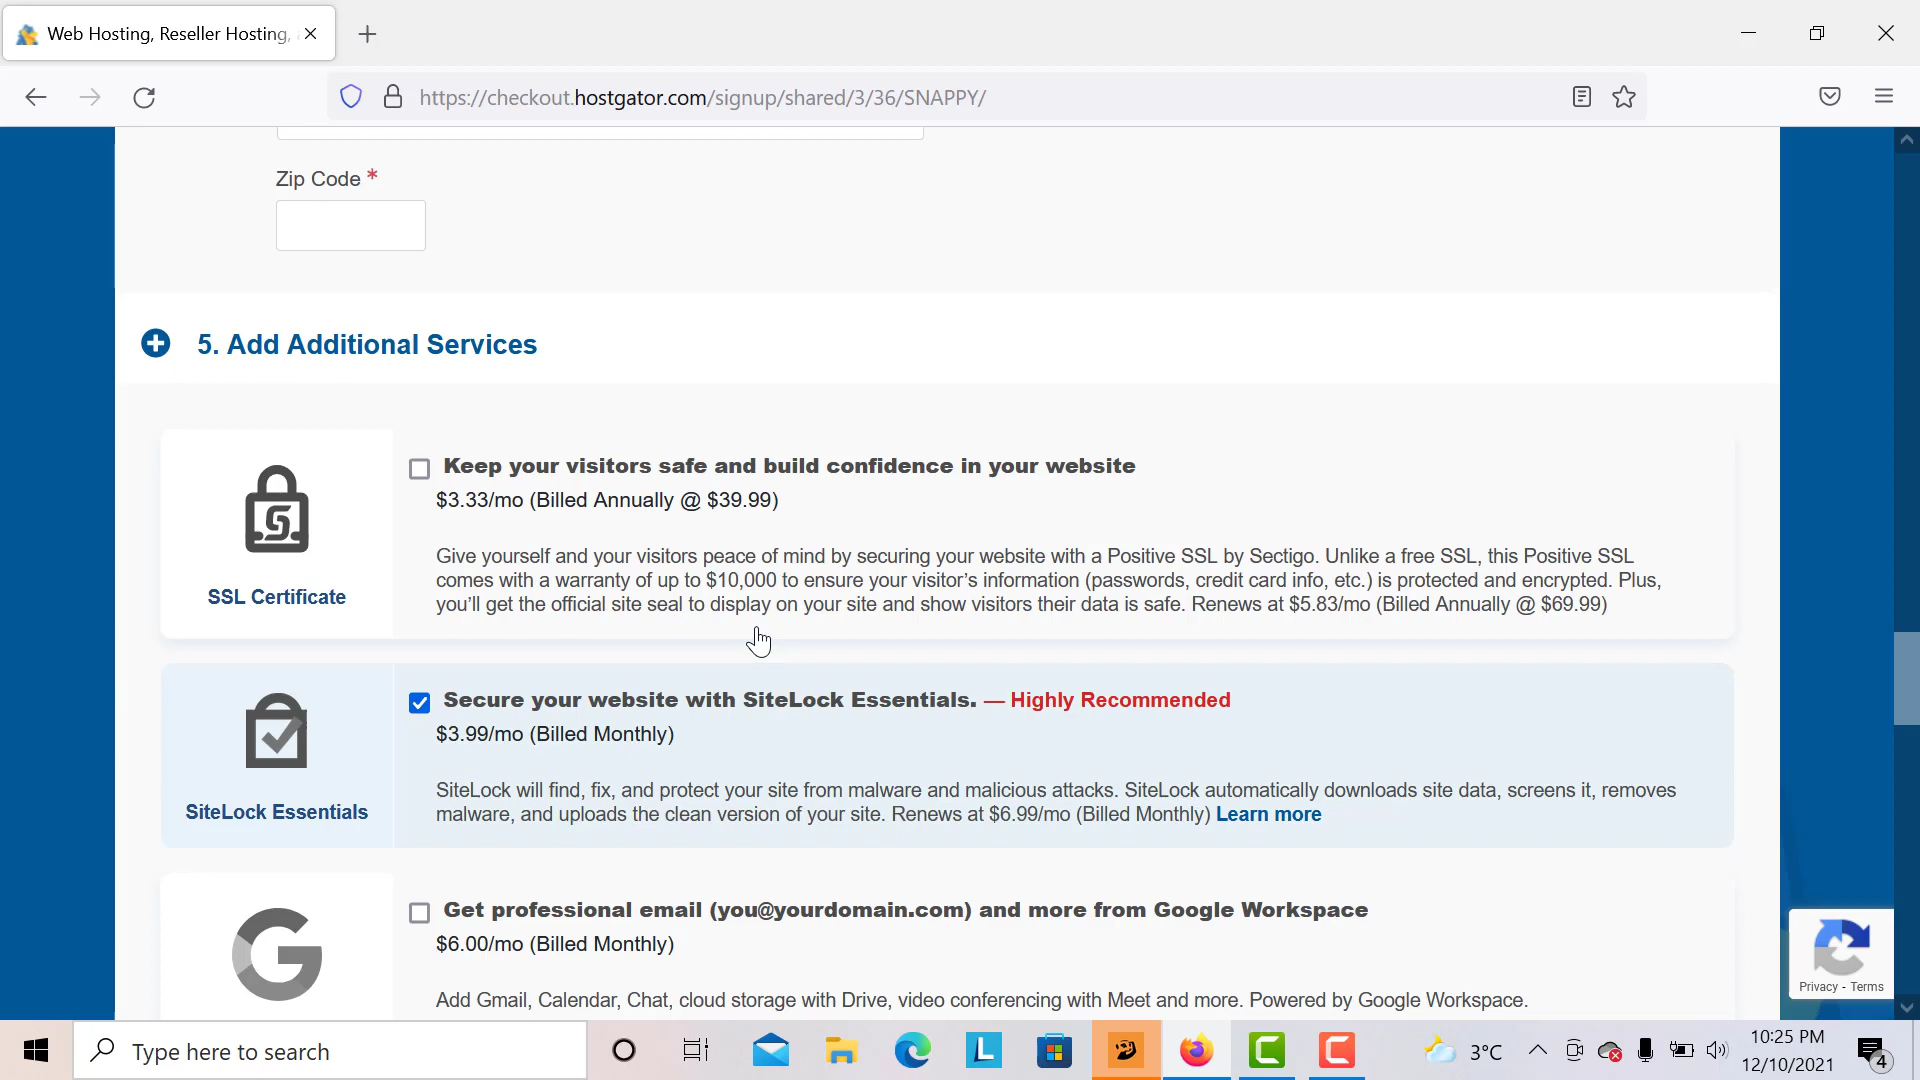 Web Hosting, Reseller Hosting,
https://checkout.hostgator.com/signup/shared/3/36/SNAPPY/
Zip Code *
5. Add Additional Services
Keep your visitors safe and build confidence in your website
$3.33/mo (Billed Annually @ $39.99)
Give yourself and your visitors peace of mind by securing your website with a Positive SSL by Sectigo. Unlike a free SSL, this Positive SSL
comes with a warranty of up to $10,000 to ensure your visitor's information (passwords, credit card info, etc.) is protected and encrypted. Plus,
you'll get the official site seal to display on your site and show visitors their data is safe. Renews at $5.83/mo (Billed Annually @ $69.99)
SSL Certificate
Secure your website with SiteLock Essentials. — Highly Recommended
$3.99/mo (Billed Monthly)
SiteLock will find, fix, and protect your site from malware and malicious attacks. SiteLock automatically downloads site data, screens it, removes
malware, and uploads the clean version of your site. Renews at $6.99/mo (Billed Monthly) Learn more
SiteLock Essentials
Get professional email (you@yourdomain.com) and more from Google Workspace
$6.00/mo (Billed Monthly)
Add Gmail, Calendar, Chat, cloud storage with Drive, video conferencing with Meet and more. Powered by Google Workspace.
Privacy - Terms
Type here to search
3°C
10:25 PM
12/10/2021
4